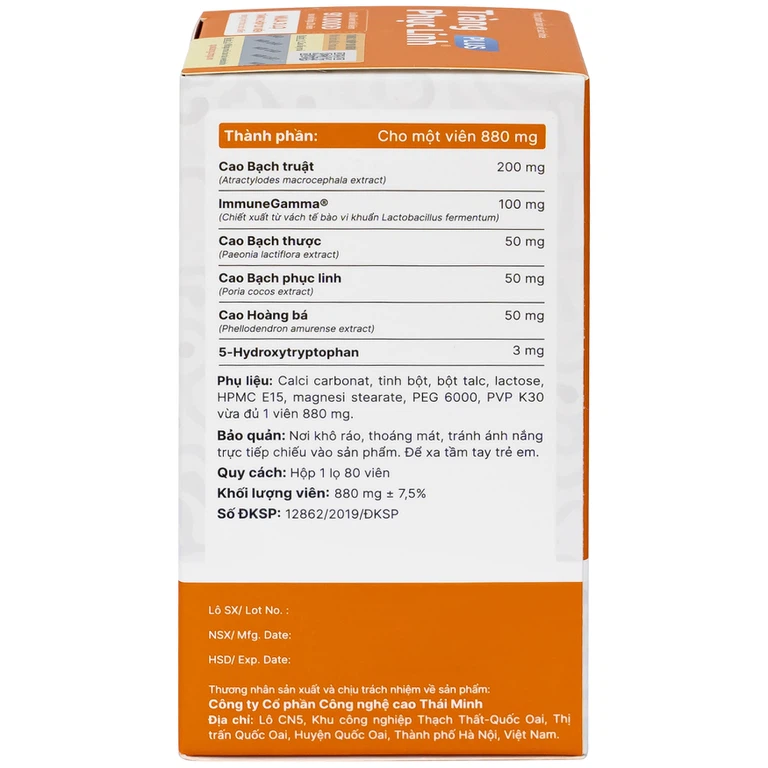 Tràng
PLUS
Phục Linh
Thành phần: Cho một viên 880 mg
Cao Bạch truật 200 mg
(Atractylodes macrocephala extract)
ImmuneGamma® 100 mg
(Chiết xuất từ vách tế bào vi khuẩn Lactobacillus fermentum)
Cao Bạch thược 50 mg
(Paeonia lactiflora extract)
Cao Bạch phục linh 50 mg
(Poria cocos extract)
Cao Hoàng bá 50 mg
(Phellodendron amurense extract)
5-Hydroxytryptophan 3 mg
Phụ liệu: Calci carbonat, tinh bột, bột talc, lactose,
HPMC E15, magnesi stearate, PEG 6000, PVP K30
vừa đủ 1 viên 880 mg.
Bảo quản: Nơi khô ráo, thoáng mát, tránh ánh nắng
trực tiếp chiếu vào sản phẩm. Để xa tầm tay trẻ em.
Quy cách: Hộp 1 lọ 80 viên
Khối lượng viên: 880 mg ± 7,5%
Số ĐKSP: 12862/2019/ĐKSP
Lô SX/ Lot No. :
NSX/ Mfg. Date:
HSD/ Exp. Date:
Thương nhân sản xuất và chịu trách nhiệm về sản phẩm:
Công ty Cổ phần Công nghệ cao Thái Minh
Địa chỉ: Lô CN5, Khu công nghiệp Thạch Thất-Quốc Oai, Thị
trấn Quốc Oai, Huyện Quốc Oai, Thành phố Hà Nội, Việt Nam.